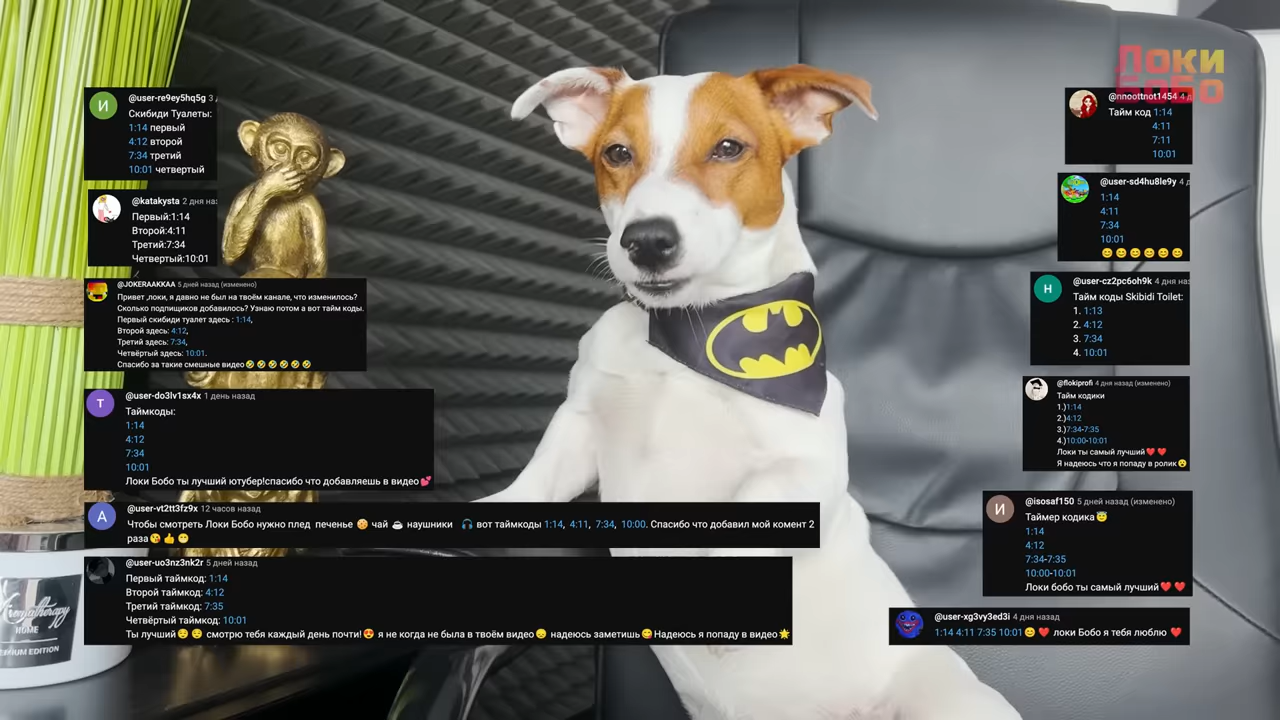 Локи
БОБО
@user-re9ey5hq5g 3
Скибиди Туалеты:
1:14 первый
4:12 второй
7:34 третий
10:01 четвертый
@katakysta 2 дня на
Первый:1:14
Второй:4:11
Третий:7:34
Четвертый:10:01
@JOKERAAKKAA 5 дней назад (изменено)
Привет ,локи, я давно не был на твоём канале, что изменилось?
Сколько подпищиков добавилось? Узнаю потом а вот тайм коды.
Первый скибиди туалет здесь : 1:14,
Второй здесь: 4:12,
Третий здесь: 7:34,
Четвёртый здесь: 10:01.
Спасибо за такие смешные видео🤣🤣🤣🤣🤣🤣
Т
@user-do3lv1sx4x 1 день назад
Таймкоды:
1:14
4:12
7:34
10:01
Локи Бобо ты лучший ютубер!спасибо что добавляешь в видео💕
А
@user-vt2tt3fz9x 12 часов назад
Чтобы смотреть Локи Бобо нужно плед печенье 🍪 чай ☕ наушники 🎧 вот таймкоды 1:14, 4:11, 7:34, 10:00. Спасибо что добавил мой комент 2
раза😘👍😁
@user-uo3nz3nk2r 5 дней назад
Первый таймкод: 1:14
Второй таймкод: 4:12
Третий таймкод: 7:35
Четвёртый таймкод: 10:01
Ты лучший😌😌 смотрю тебя каждый день почти!😍 я не когда не была в твоём видео😞 надеюсь заметишь😋Надеюсь я попаду в видео🌟
@nnoottnot1454 4 д
Тайм код 1:14
4:11
7:11
10:01
@user-sd4hu8le9y 4 д
1:14
4:11
7:34
10:01
😊😊😊😊😊😊
Н
@user-cz2pc6oh9k 4 дня на
Тайм коды Skibidi Toilet:
1. 1:13
2. 4:12
3. 7:34
4. 10:01
@flokiprofi 4 дня назад (изменено)
Тайм кодики
1.)1:14
2.)4:12
3.)7:34-7:35
4.)10:00-10:01
Локи ты самый лучший❤️❤️
Я надеюсь что я попаду в ролик😮
И
@isosaf150 5 дней назад (изменено)
Таймер кодика😇
1:14
4:12
7:34-7:35
10:00-10:01
Локи бобо ты самый лучший❤️❤️
@user-xg3vy3ed3i 4 дня назад
1:14 4:11 7:35 10:01😊❤️ локи Бобо я тебя люблю ❤️
Aromatherapy
HOME
PREMIUM EDITION